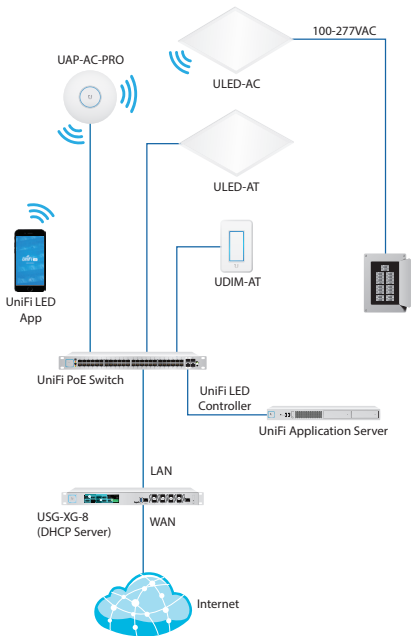 100-277VAC
UAP-AC-PRO
ULED-AC
ULED-AT
UDIM-AT
UniFi LED
App
UniFi PoE Switch
UniFi LED
Controller
UniFi Application Server
LAN
USG-XG-8
(DHCP Server)
WAN
Internet